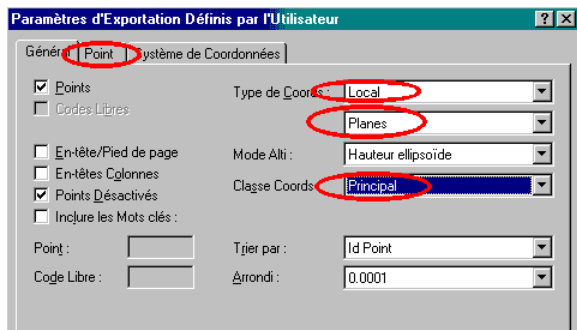 Paramètres d'Exportation Définis par l'Utilisateur
Général Point Système de Coordonnées
Points Type de Coords : Local
Codes Libres Planes
En-tête/Pied de page Mode Alti : Hauteur ellipsoïde
En-têtes Colonnes Classe Coords Principal
Points Désactivés
Inclure les Mots clés :
Point : Trier par : Id Point
Code Libre : Arrondi : 0.0001